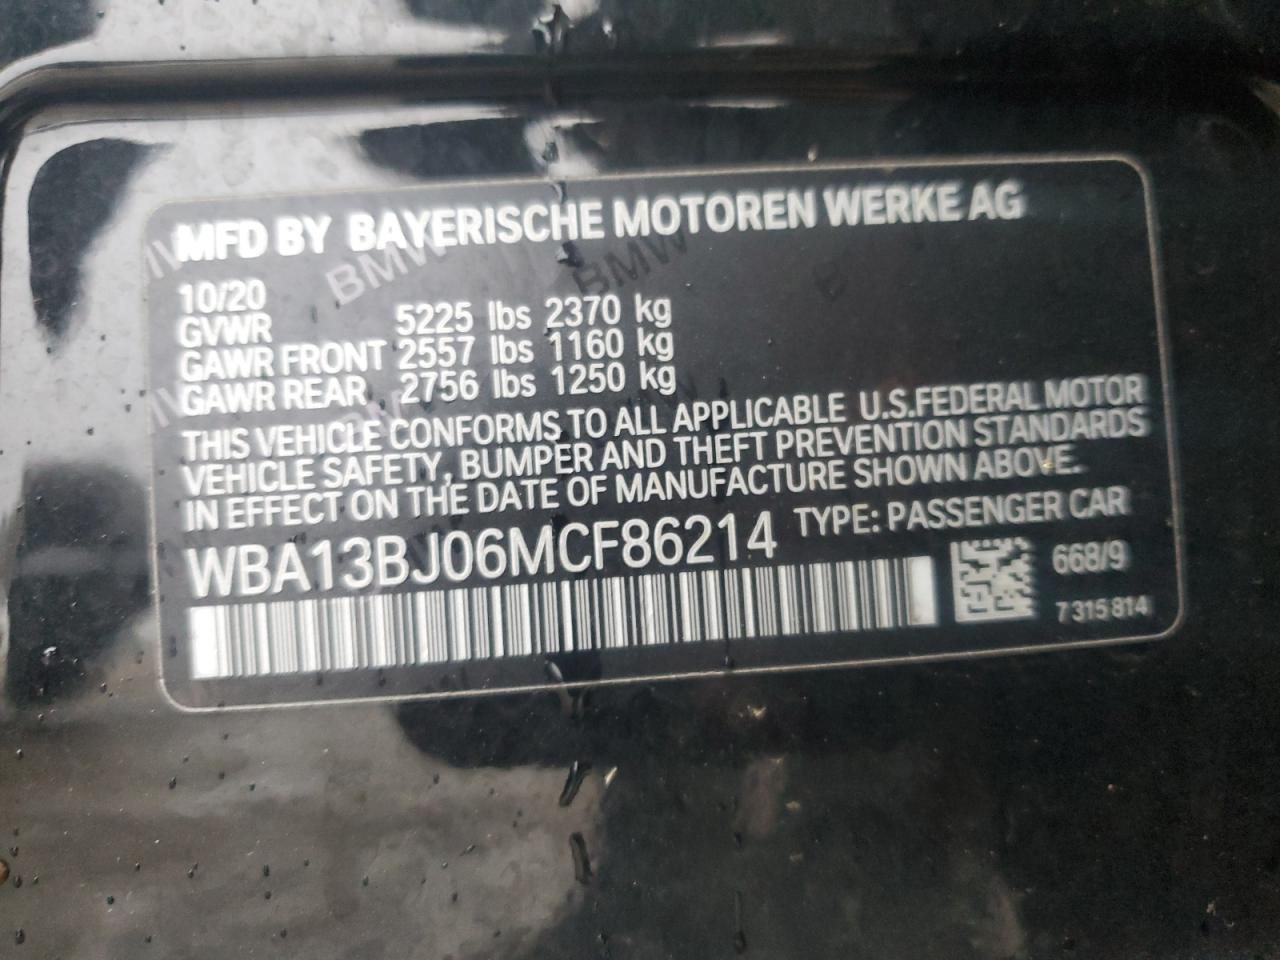 MFD BY BAYERISCHE MOTOREN WERKE AG
10/20
GVWR 5225 lbs 2370 kg
GAWR FRONT 2557 lbs 1160 kg
GAWR REAR 2756 lbs 1250 kg
THIS VEHICLE CONFORMS TO ALL APPLICABLE U.S.FEDERAL MOTOR
VEHICLE SAFETY, BUMPER AND THEFT PREVENTION STANDARDS
IN EFFECT ON THE DATE OF MANUFACTURE SHOWN ABOVE.
WBA13BJ06MCF86214 TYPE: PASSENGER CAR
668/9
7 315 814
BMW
BMW